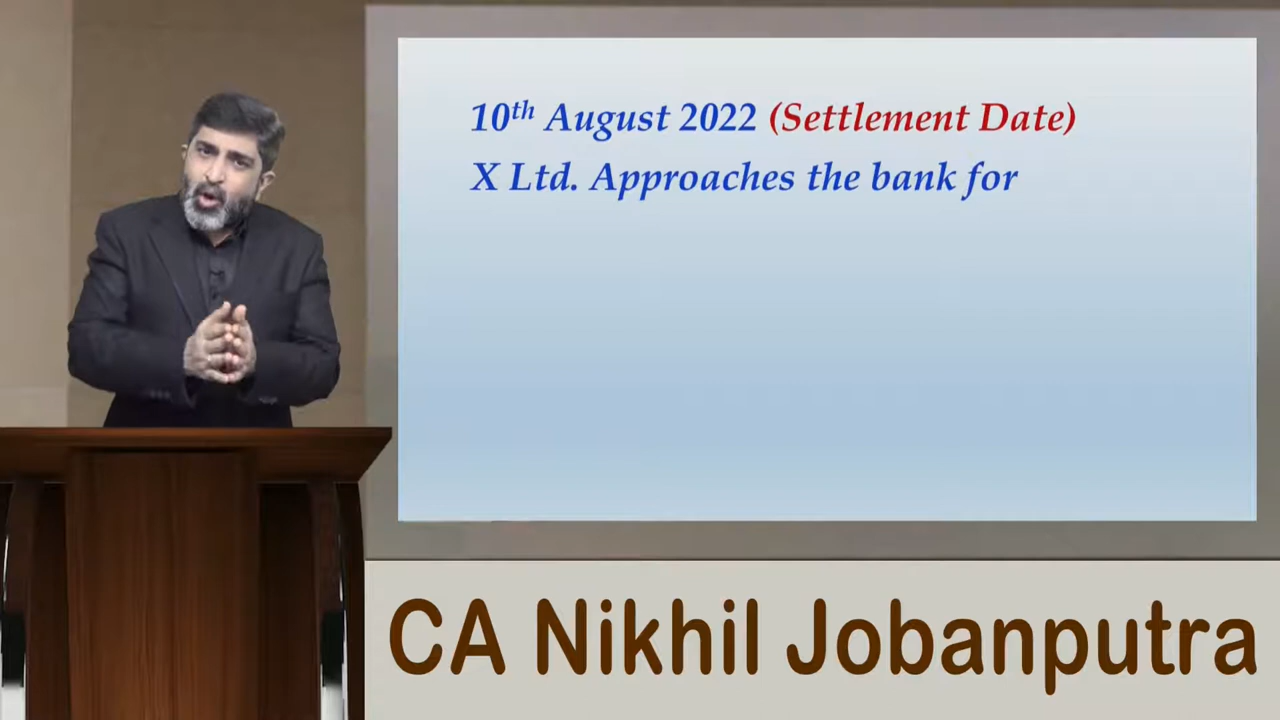 10th August 2022 (Settlement Date)
X Ltd. Approaches the bank for
CA Nikhil Jobanputra